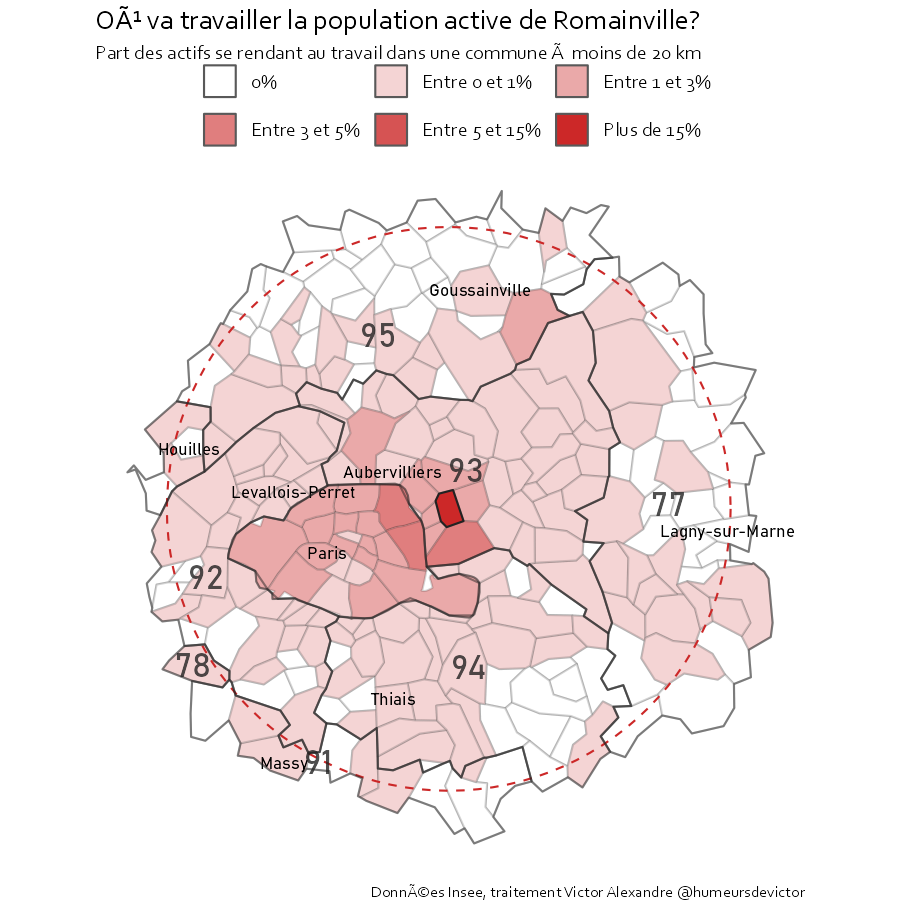 OÃ¹ va travailler la population active de Romainville?
Part des actifs se rendant au travail dans une commune Ã  moins de 20 km
0%
Entre 0 et 1%
Entre 1 et 3%
Entre 3 et 5%
Entre 5 et 15%
Plus de 15%
Goussainville
95
Houilles
Aubervilliers
93
Levallois-Perret
77
Lagny-sur-Marne
Paris
92
78
94
Thiais
Massy
91
DonnÃ©es Insee, traitement Victor Alexandre @humeursdevictor